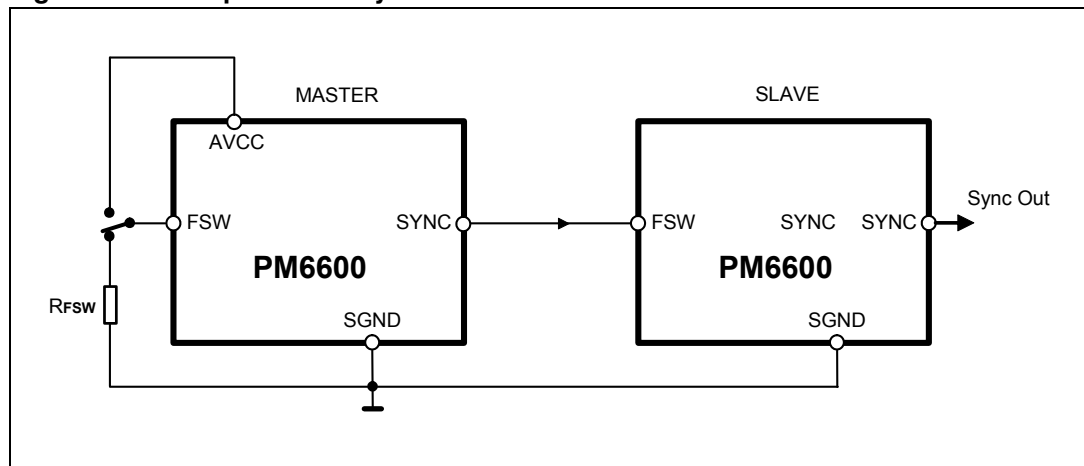 MASTER
SLAVE
AVCC
FSW
SYNC
FSW
SYNC
SYNC
Sync Out
PM6600
PM6600
RFSW
SGND
SGND